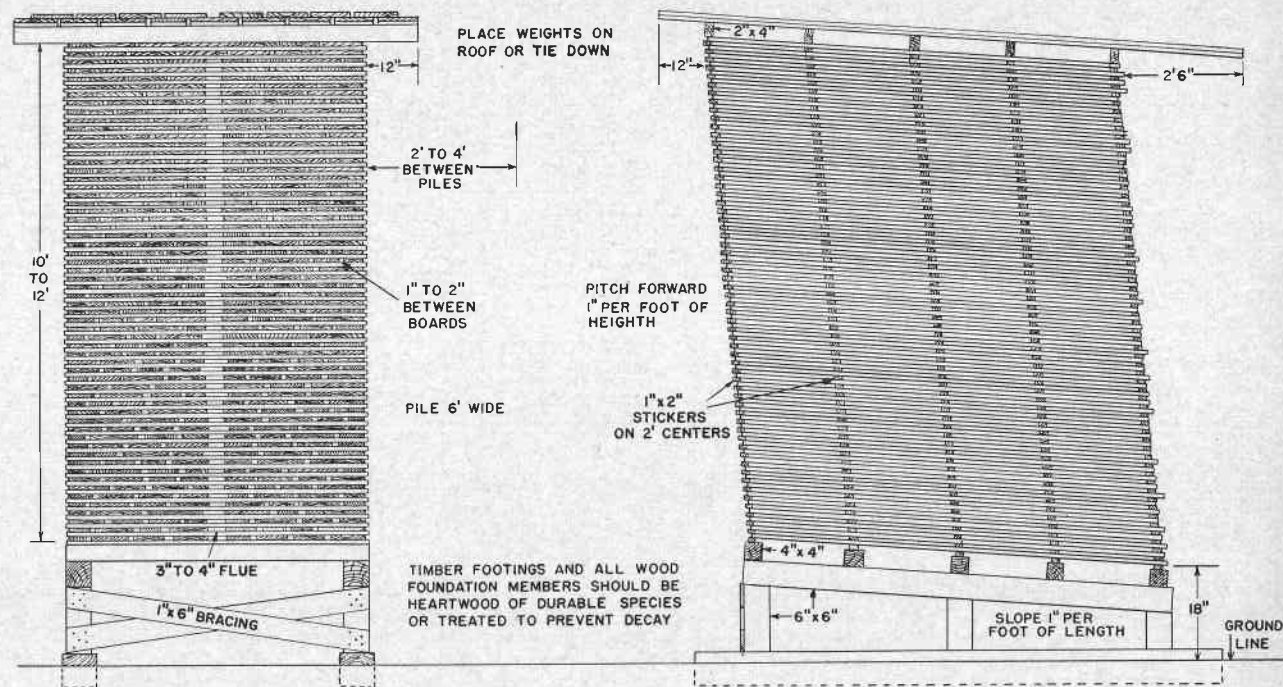 PLACE WEIGHTS ON
ROOF OR TIE DOWN
12"
2' TO 4'
BETWEEN
PILES
10'
TO
12'
1" TO 2"
BETWEEN
BOARDS
PILE 6' WIDE
3" TO 4" FLUE
1" x 6" BRACING
TIMBER FOOTINGS AND ALL WOOD
FOUNDATION MEMBERS SHOULD BE
HEARTWOOD OF DURABLE SPECIES
OR TREATED TO PREVENT DECAY
2" x 4"
12"
2' 6"
PITCH FORWARD
1" PER FOOT OF
HEIGHTH
1" x 2"
STICKERS
ON 2' CENTERS
4" x 4"
6" x 6"
SLOPE 1" PER
FOOT OF LENGTH
18"
GROUND
LINE